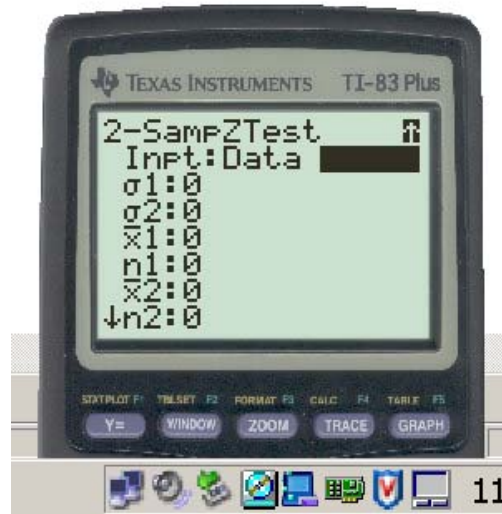 TEXAS INSTRUMENTS TI-83 Plus
2-SampZTest
Inpt:Data
σ1:0
σ2:0
x̄1:0
n1:0
x̄2:0
↓n2:0
STAT PLOT F1 TBLSET F2 FORMAT F3 CALC F4 TABLE F5
Y= WINDOW ZOOM TRACE GRAPH
11